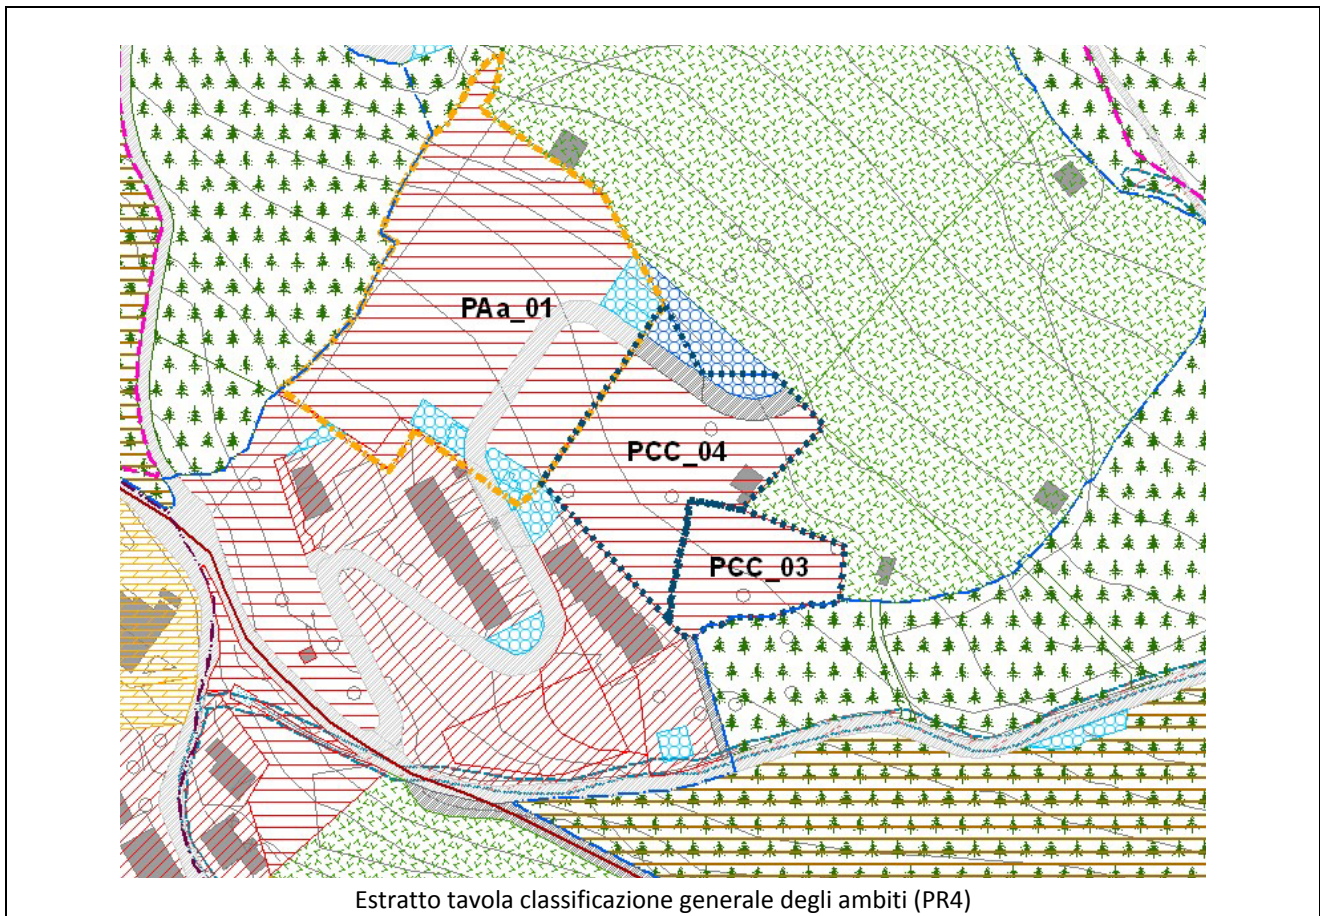 PAa_01
PCC_04
PCC_03
Estratto tavola classificazione generale degli ambiti (PR4)